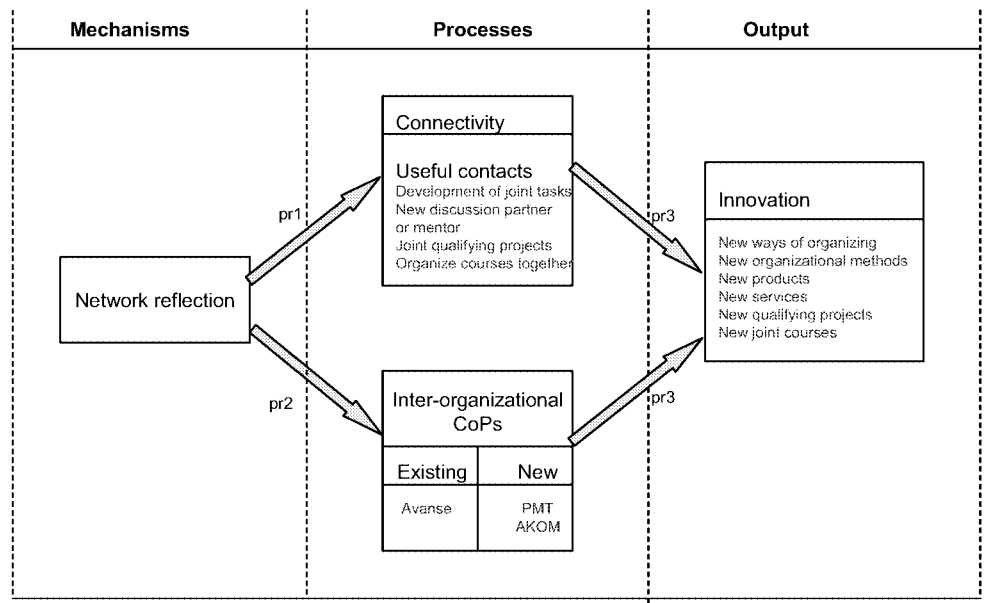 Mechanisms
Processes
Output
Connectivity
Useful contacts
Development of joint tasks
New discussion partner
or mentor
Joint qualifying projects
Organize courses together
pr1
pr3
Innovation
New ways of organizing
New organizational methods
New products
New services
New qualifying projects
New joint courses
Network reflection
pr2
pr3
Inter-organizational
CoPs
Existing
New
Avanse
PMT
AKOM